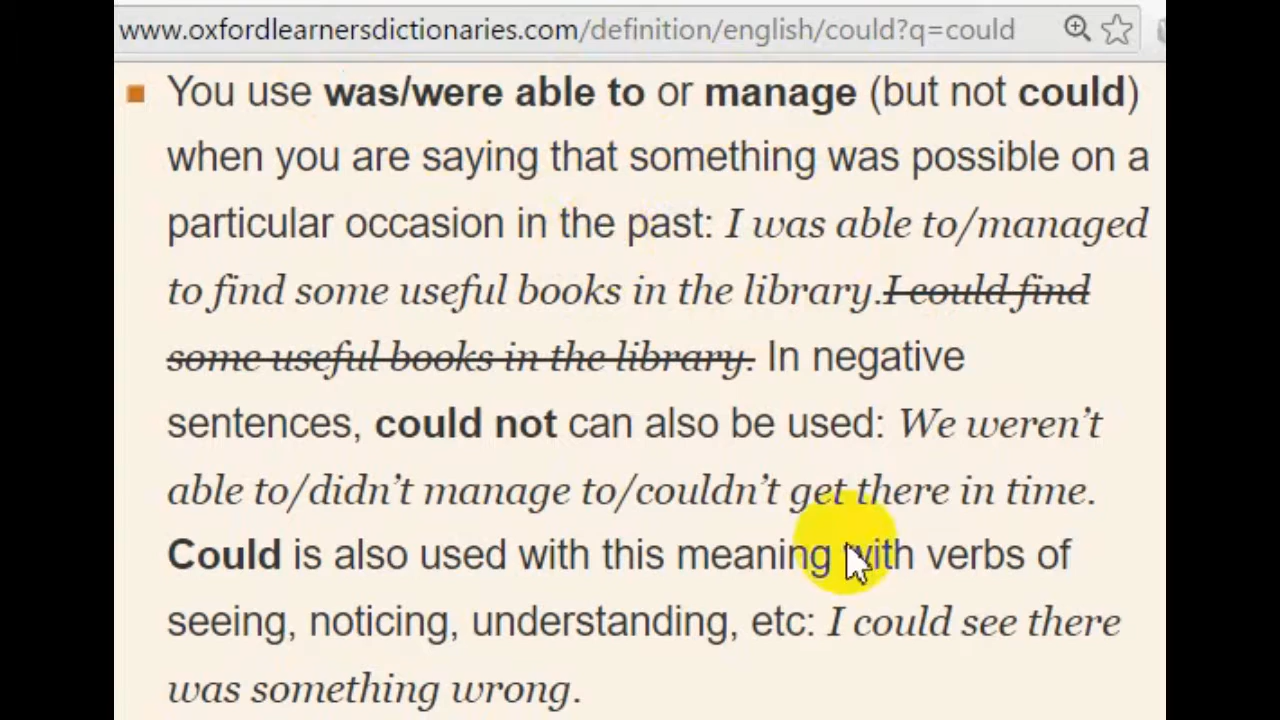 www.oxfordlearnersdictionaries.com/definition/english/could?q=could
You use was/were able to or manage (but not could)
when you are saying that something was possible on a
particular occasion in the past: I was able to/managed
to find some useful books in the library.I could find
some useful books in the library. In negative
sentences, could not can also be used: We weren’t
able to/didn’t manage to/couldn’t get there in time.
Could is also used with this meaning with verbs of
seeing, noticing, understanding, etc: I could see there
was something wrong.